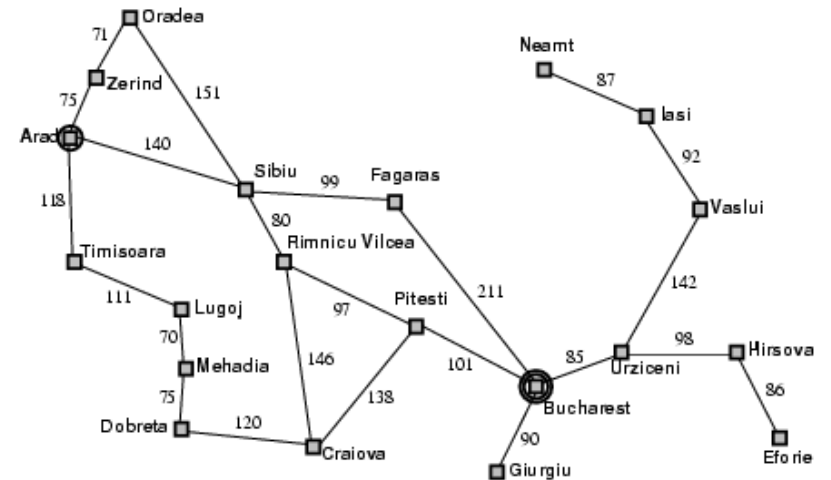 Oradea
71
Neamt
Zerind
87
75
151
Iasi
Arad
140
92
Sibiu
Fagaras
99
118
Vaslui
80
Timisoara
Rimnicu Vilcea
111
211
142
Lugoj
97
Pitesti
70
98
Hirsova
146
85
Mehadia
101
Urziceni
75
138
86
Bucharest
Dobreta
120
90
Craiova
Eforie
Giurgiu